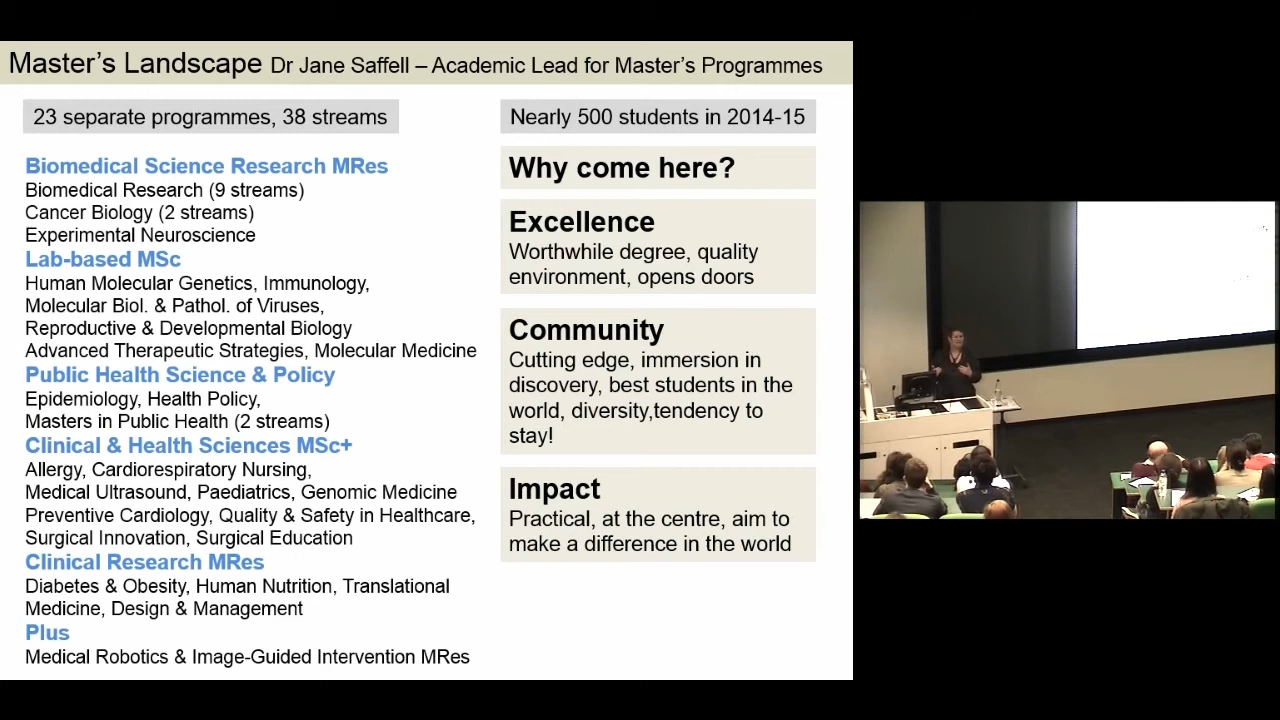 Master's Landscape Dr Jane Saffell – Academic Lead for Master's Programmes
23 separate programmes, 38 streams
Biomedical Science Research MRes
Biomedical Research (9 streams)
Cancer Biology (2 streams)
Experimental Neuroscience
Lab-based MSc
Human Molecular Genetics, Immunology,
Molecular Biol. & Pathol. of Viruses,
Reproductive & Developmental Biology
Advanced Therapeutic Strategies, Molecular Medicine
Public Health Science & Policy
Epidemiology, Health Policy,
Masters in Public Health (2 streams)
Clinical & Health Sciences MSc+
Allergy, Cardiorespiratory Nursing,
Medical Ultrasound, Paediatrics, Genomic Medicine
Preventive Cardiology, Quality & Safety in Healthcare,
Surgical Innovation, Surgical Education
Clinical Research MRes
Diabetes & Obesity, Human Nutrition, Translational
Medicine, Design & Management
Plus
Medical Robotics & Image-Guided Intervention MRes
Nearly 500 students in 2014-15
Why come here?
Excellence
Worthwhile degree, quality
environment, opens doors
Community
Cutting edge, immersion in
discovery, best students in the
world, diversity,tendency to
stay!
Impact
Practical, at the centre, aim to
make a difference in the world